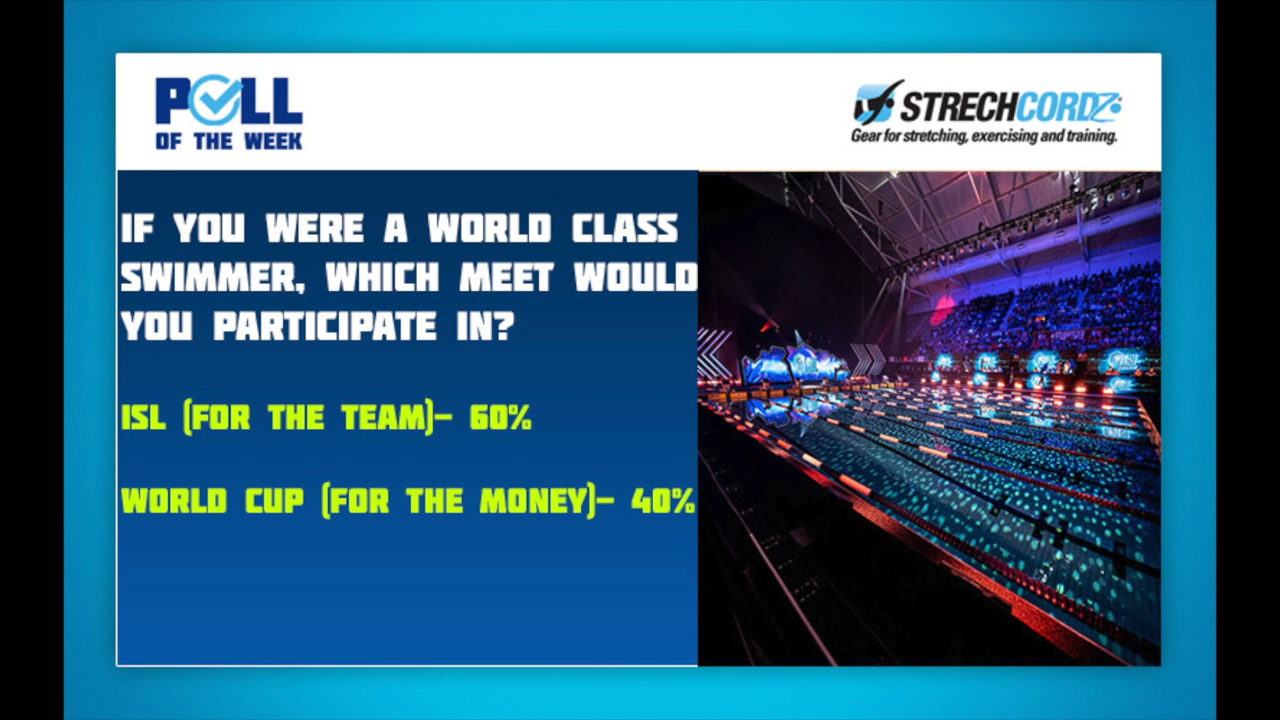 POLL
OF THE WEEK
STRECHCORDZ
Gear for stretching, exercising and training.
IF YOU WERE A WORLD CLASS
SWIMMER, WHICH MEET WOULD
YOU PARTICIPATE IN?
ISL (FOR THE TEAM)- 60%
WORLD CUP (FOR THE MONEY)- 40%